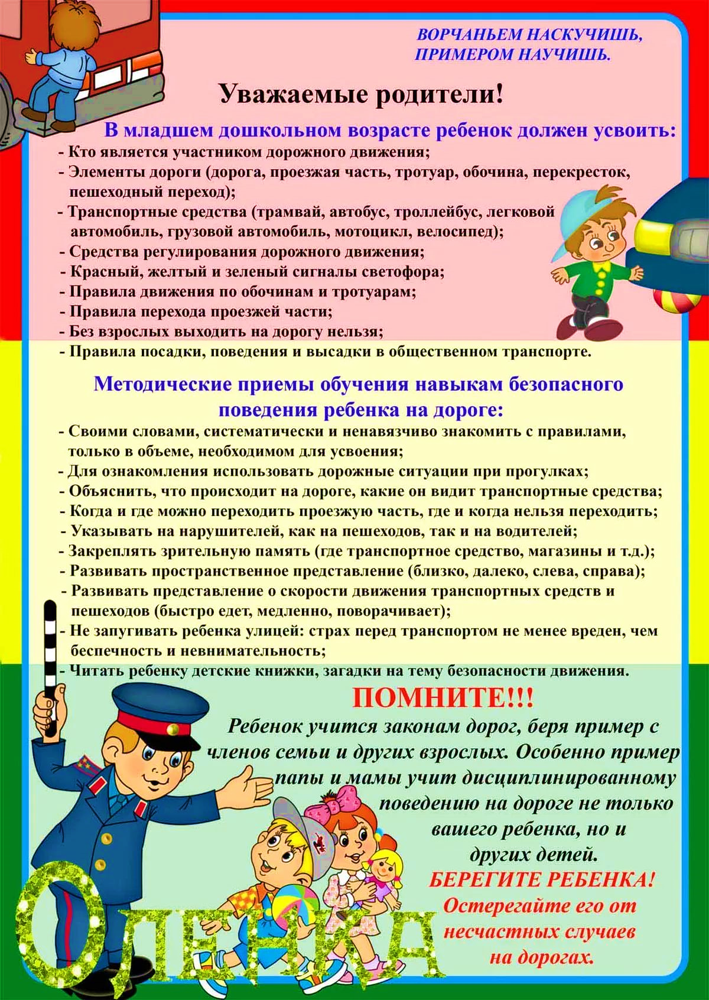 ВОРЧАНЬЕМ НАСКУЧИШЬ,
ПРИМЕРОМ НАУЧИШЬ.
Уважаемые родители!
В младшем дошкольном возрасте ребенок должен усвоить:
- Кто является участником дорожного движения;
- Элементы дороги (дорога, проезжая часть, тротуар, обочина, перекресток,
пешеходный переход);
- Транспортные средства (трамвай, автобус, троллейбус, легковой
автомобиль, грузовой автомобиль, мотоцикл, велосипед);
- Средства регулирования дорожного движения;
- Красный, желтый и зеленый сигналы светофора;
- Правила движения по обочинам и тротуарам;
- Правила перехода проезжей части;
- Без взрослых выходить на дорогу нельзя;
- Правила посадки, поведения и высадки в общественном транспорте.
Методические приемы обучения навыкам безопасного
поведения ребенка на дороге:
- Своими словами, систематически и ненавязчиво знакомить с правилами,
только в объеме, необходимом для усвоения;
- Для ознакомления использовать дорожные ситуации при прогулках;
- Объяснить, что происходит на дороге, какие он видит транспортные средства;
- Когда и где можно переходить проезжую часть, где и когда нельзя переходить;
- Указывать на нарушителей, как на пешеходов, так и на водителей;
- Закреплять зрительную память (где транспортное средство, магазины и т.д.);
- Развивать пространственное представление (близко, далеко, слева, справа);
- Развивать представление о скорости движения транспортных средств и
пешеходов (быстро едет, медленно, поворачивает);
- Не запугивать ребенка улицей: страх перед транспортом не менее вреден, чем
беспечность и невнимательность;
- Читать ребенку детские книжки, загадки на тему безопасности движения.
ПОМНИТЕ!!!
Ребенок учится законам дорог, беря пример с
членов семьи и других взрослых. Особенно пример
папы и мамы учит дисциплинированному
поведению на дороге не только
вашего ребенка, но и
других детей.
БЕРЕГИТЕ РЕБЕНКА!
Остерегайте его от
несчастных случаев
на дорогах.
Оленка